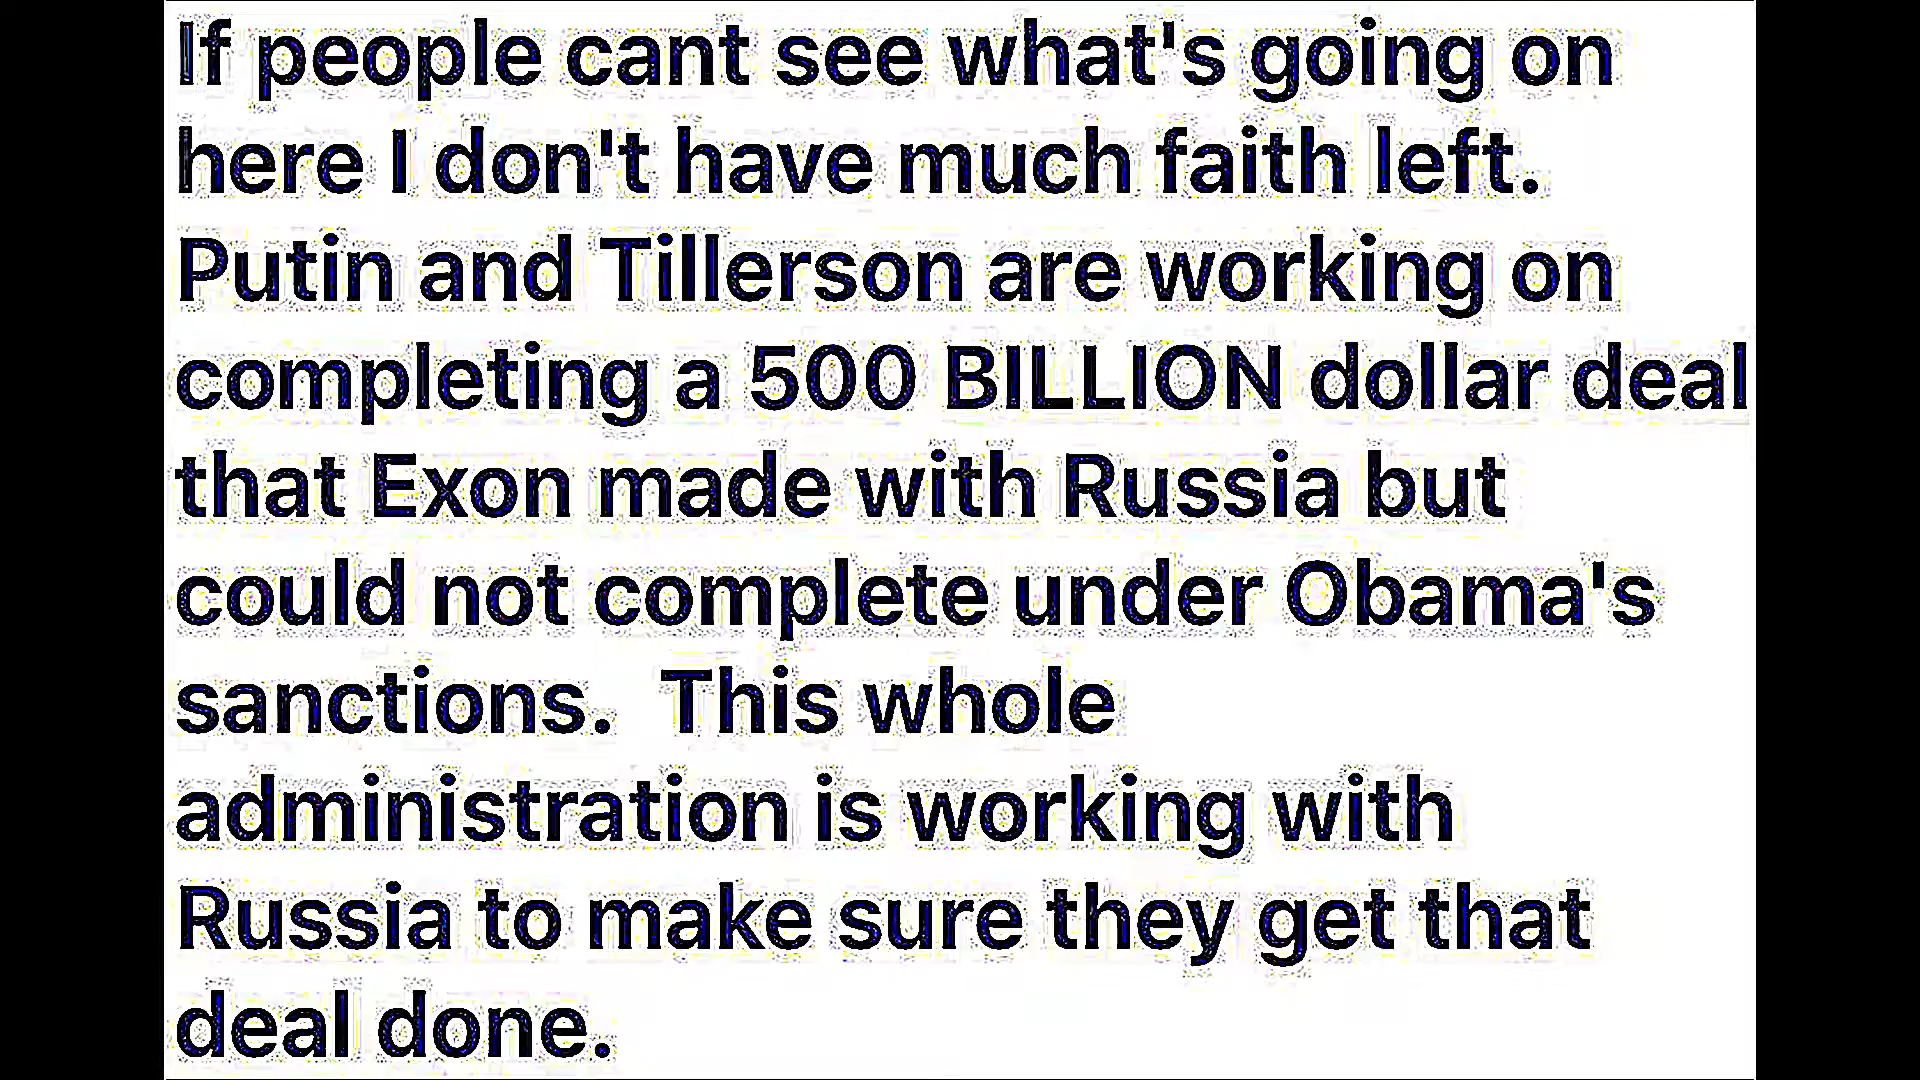 If people cant see what's going on
here I don't have much faith left.
Putin and Tillerson are working on
completing a 500 BILLION dollar deal
that Exon made with Russia but
could not complete under Obama's
sanctions.  This whole
administration is working with
Russia to make sure they get that
deal done.